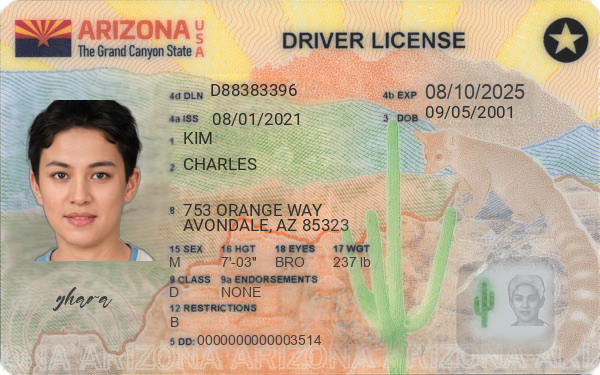 ARIZONA USA
The Grand Canyon State
DRIVER LICENSE
4d DLN D88383396
4b EXP 08/10/2025
4a ISS 08/01/2021
3 DOB 09/05/2001
1 KIM
2 CHARLES
8 753 ORANGE WAY
AVONDALE, AZ 85323
15 SEX 16 HGT 18 EYES 17 WGT
M 7'-03" BRO 237 lb
9 CLASS 9a ENDORSEMENTS
D NONE
12 RESTRICTIONS
B
ghara
5 DD: 0000000000003514
ARIZONA ARIZONA ARIZONA ARIZONA